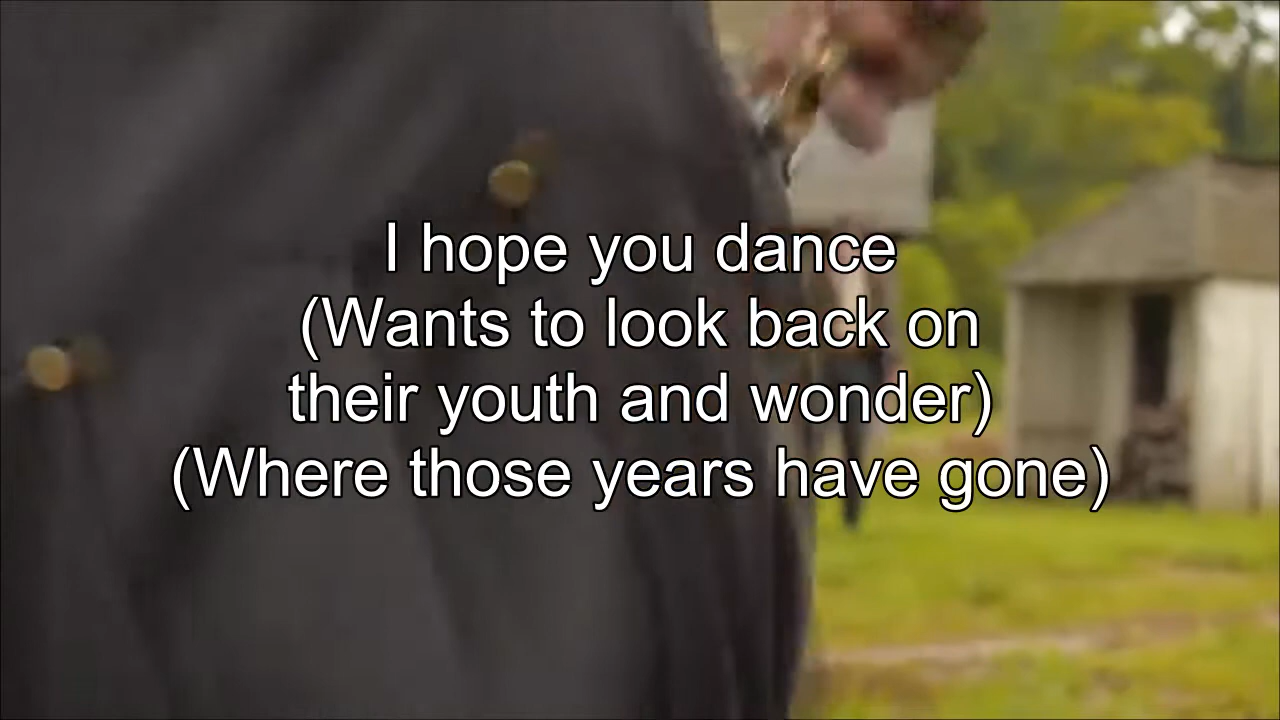 I hope you dance
(Wants to look back on
their youth and wonder)
(Where those years have gone)